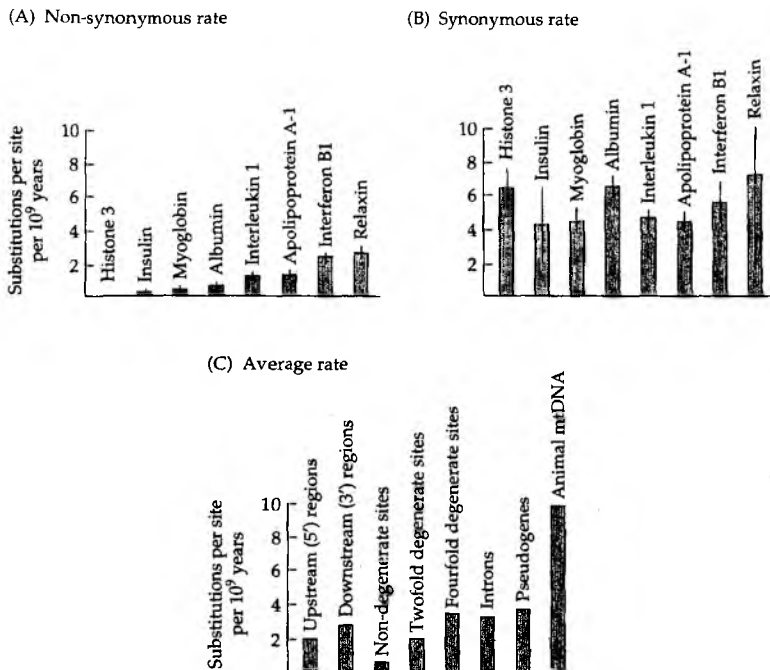 (A) Non-synonymous rate
Substitutions per site
per 10⁹ years
10
8
6
4
2
Histone 3
Insulin
Myoglobin
Albumin
Interleukin 1
Apolipoprotein A-1
Interferon B1
Relaxin
(B) Synonymous rate
10
8
6
4
2
Histone 3
Insulin
Myoglobin
Albumin
Interleukin 1
Apolipoprotein A-1
Interferon B1
Relaxin
(C) Average rate
Substitutions per site
per 10⁹ years
10
8
6
4
2
Upstream (5′) regions
Downstream (3′) regions
Non-degenerate sites
Twofold degenerate sites
Fourfold degenerate sites
Introns
Pseudogenes
Animal mtDNA